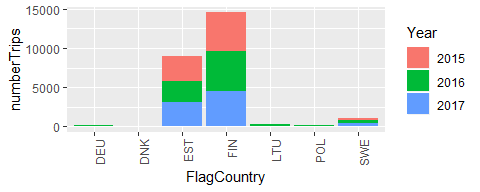 numberTrips
15000
10000
5000
0
DEU DNK EST FIN LTU POL SWE
FlagCountry
Year
2015
2016
2017